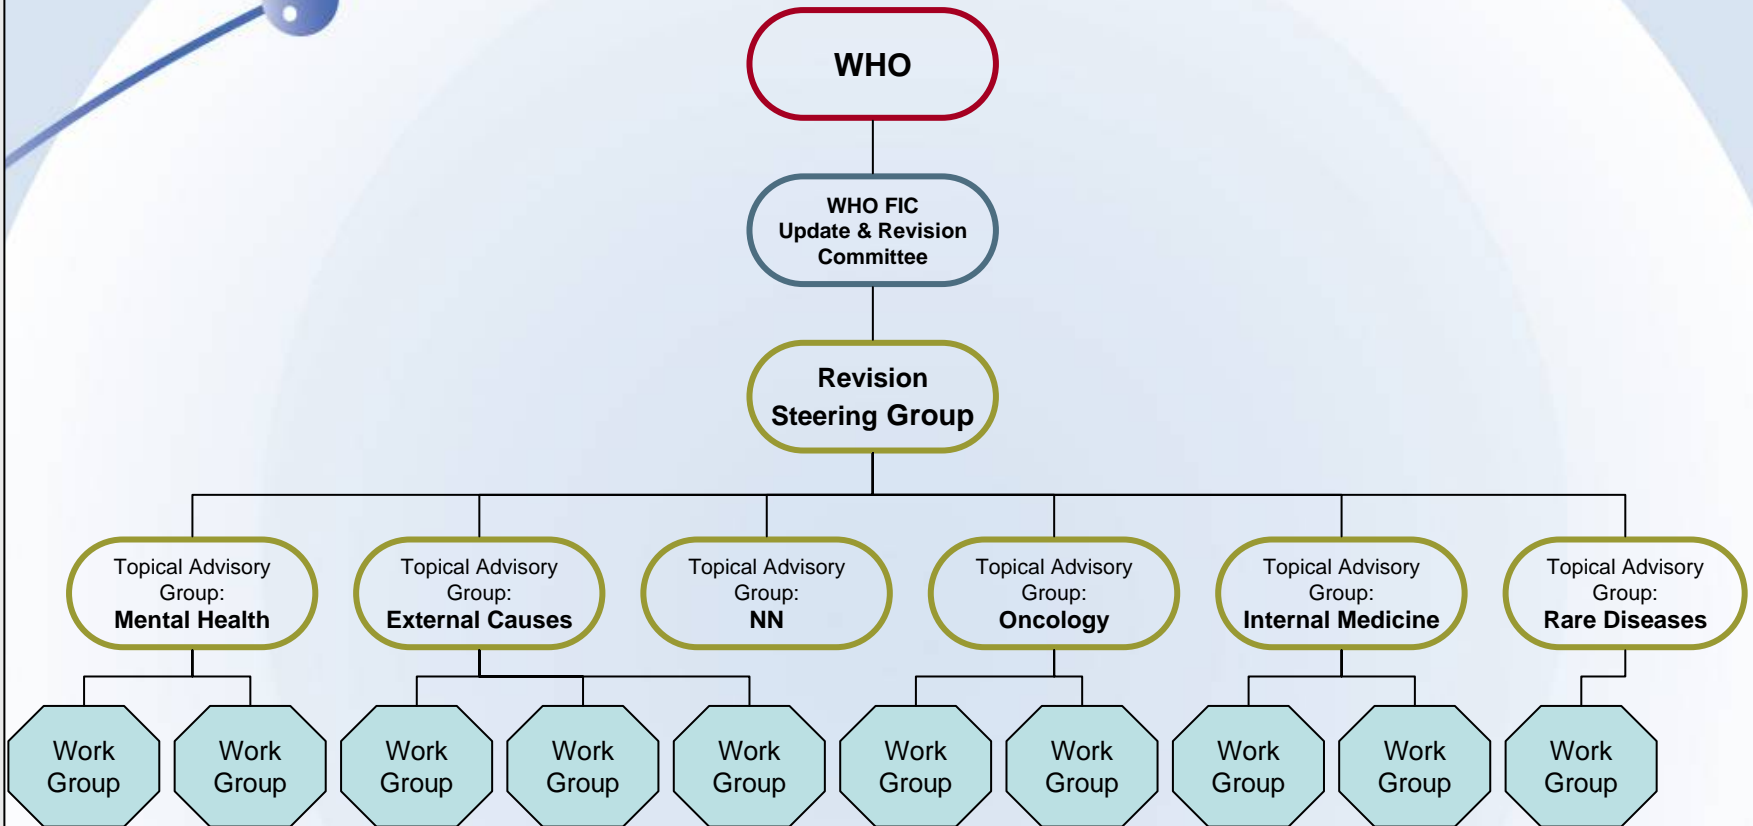 WHO
WHO FIC
Update & Revision
Committee
Revision
Steering Group
Topical Advisory
Group:
Mental Health
Topical Advisory
Group:
External Causes
Topical Advisory
Group:
NN
Topical Advisory
Group:
Oncology
Topical Advisory
Group:
Internal Medicine
Topical Advisory
Group:
Rare Diseases
Work
Group
Work
Group
Work
Group
Work
Group
Work
Group
Work
Group
Work
Group
Work
Group
Work
Group
Work
Group